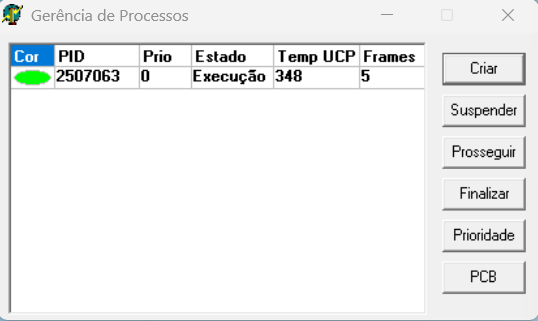 Gerência de Processos
Cor PID Prio Estado Temp UCP Frames
2507063 0 Execução 348 5
Criar
Suspender
Prosseguir
Finalizar
Prioridade
PCB